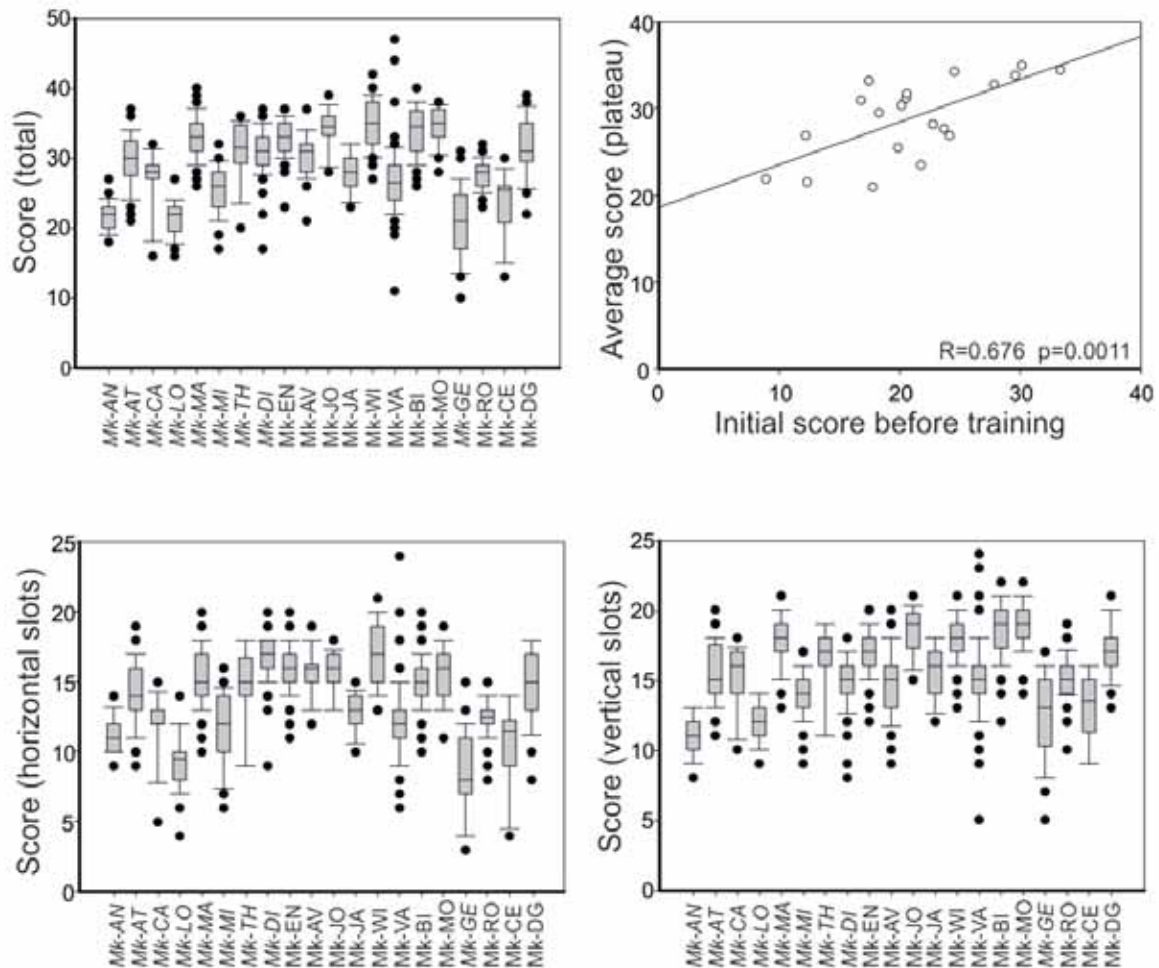 50
40
30
20
10
0
Score (total)
Mk-AN
Mk-AT
Mk-CA
Mk-LO
Mk-MA
Mk-MI
Mk-TH
Mk-DI
Mk-EN
Mk-AV
Mk-JO
Mk-JA
Mk-WI
Mk-VA
Mk-BI
Mk-MO
Mk-GE
Mk-RO
Mk-CE
Mk-DG
40
30
20
10
0
Average score (plateau)
R=0.676 p=0.0011
0 10 20 30 40
Initial score before training
25
20
15
10
5
0
Score (horizontal slots)
Mk-AN
Mk-AT
Mk-CA
Mk-LO
Mk-MA
Mk-MI
Mk-TH
Mk-DI
Mk-EN
Mk-AV
Mk-JO
Mk-JA
Mk-WI
Mk-VA
Mk-BI
Mk-MO
Mk-GE
Mk-RO
Mk-CE
Mk-DG
25
20
15
10
5
0
Score (vertical slots)
Mk-AN
Mk-AT
Mk-CA
Mk-LO
Mk-MA
Mk-MI
Mk-TH
Mk-DI
Mk-EN
Mk-AV
Mk-JO
Mk-JA
Mk-WI
Mk-VA
Mk-BI
Mk-MO
Mk-GE
Mk-RO
Mk-CE
Mk-DG